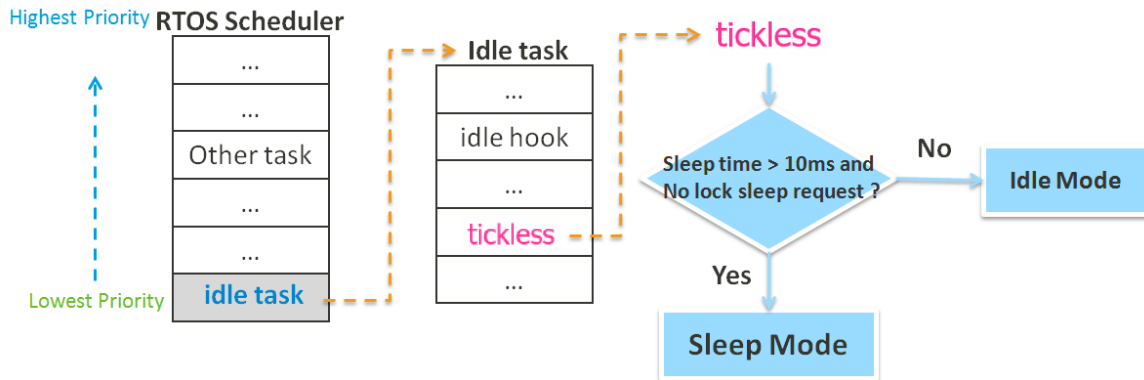 Highest Priority
RTOS Scheduler
...
...
Other task
...
...
idle task
Lowest Priority
Idle task
...
idle hook
...
tickless
...
tickless
Sleep time > 10ms and
No lock sleep request ?
No
Idle Mode
Yes
Sleep Mode